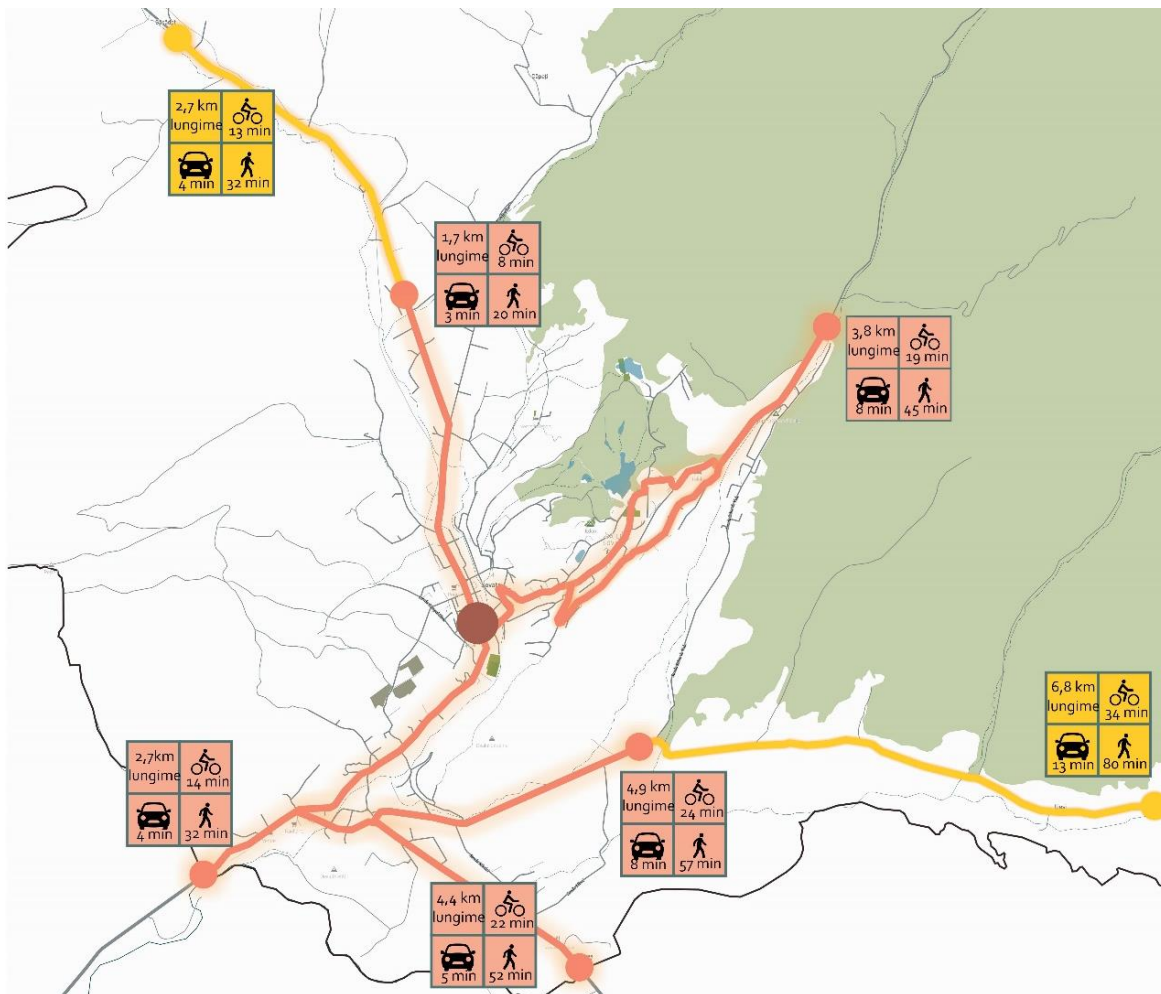 2,7 km
lungime
13 min
4 min
32 min
1,7 km
lungime
8 min
3 min
20 min
3,8 km
lungime
19 min
8 min
45 min
6,8 km
lungime
34 min
13 min
80 min
2,7km
lungime
14 min
4 min
32 min
4,9 km
lungime
24 min
8 min
57 min
4,4 km
lungime
22 min
5 min
52 min